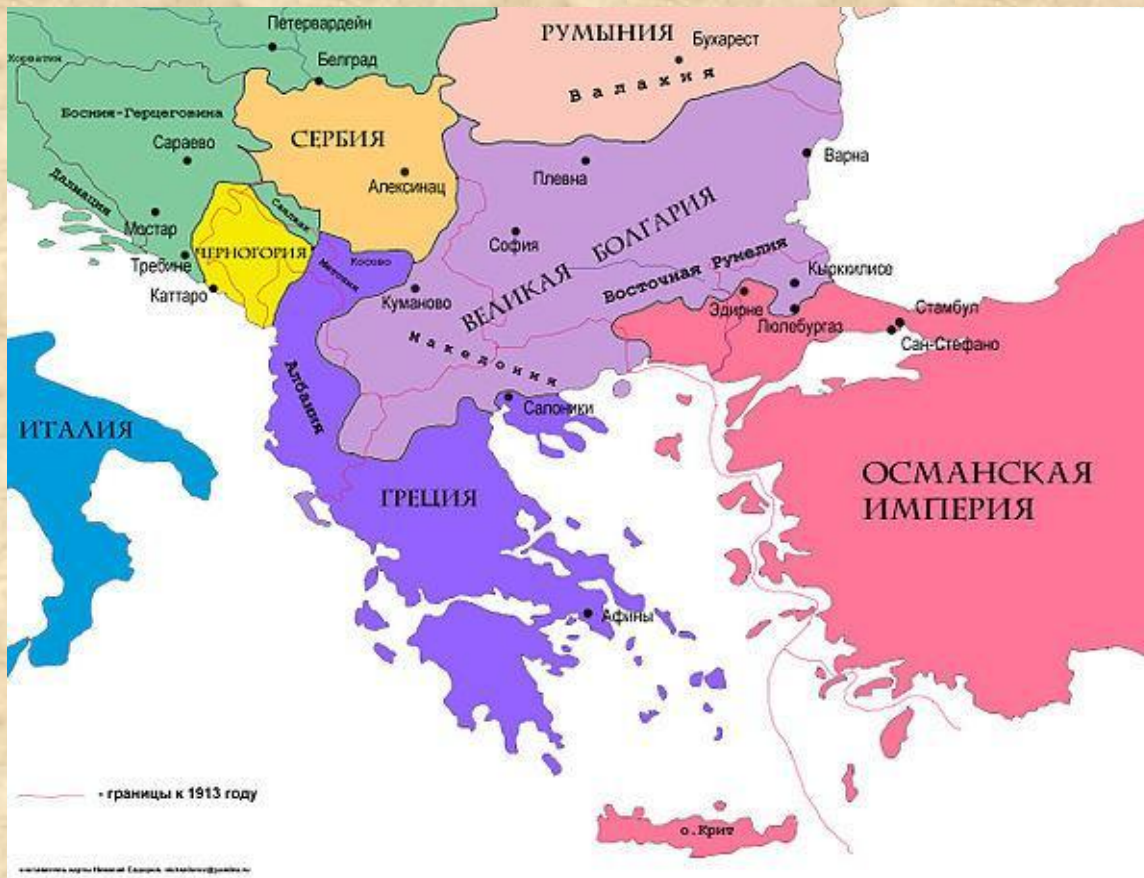 Петервардейн
РУМЫНИЯ
Бухарест
Хорватия
Белград
Валахия
Босния-Герцеговина
СЕРБИЯ
Сараево
Плевна
Варна
Алексинац
Далмация
Санджак
Мостар
София
ВЕЛИКАЯ БОЛГАРИЯ
ЧЕРНОГОРИЯ
Требине
Косово
Метохия
Восточная Румелия
Кырккилисе
Каттаро
Куманово
Эдирне
Люлебургаз
Стамбул
Сан-Стефано
Македония
Албания
Салоники
ИТАЛИЯ
ГРЕЦИЯ
ОСМАНСКАЯ
ИМПЕРИЯ
Афины
- границы к 1913 году
о.Крит